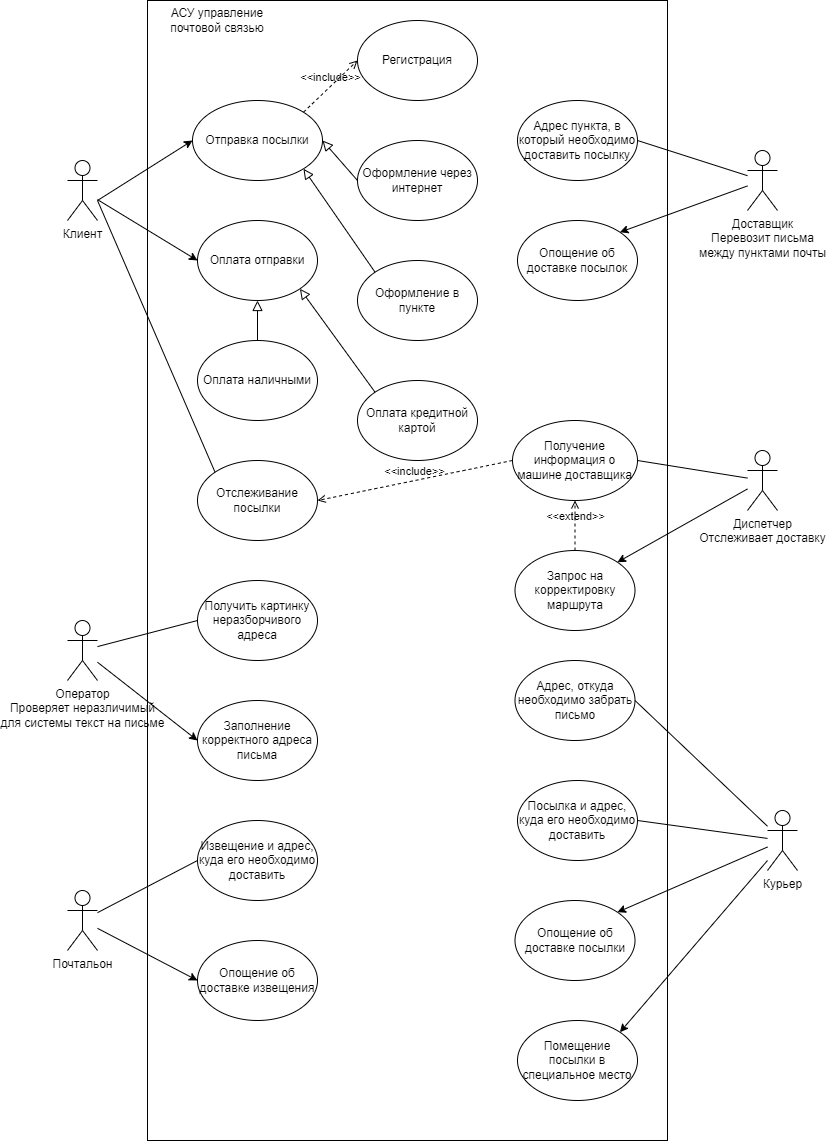 АСУ управление
почтовой связью
Регистрация
<<include>>
Отправка посылки
Адрес пункта, в
который необходимо
доставить посылку
Оформление через
интернет
Клиент
Доставщик
Перевозит письма
между пунктами почты
Оплата отправки
Опощение об
доставке посылок
Оформление в
пункте
Оплата наличными
Оплата кредитной
картой
Получение
информация о
машине доставщика
<<include>>
Отслеживание
посылки
<<extend>>
Диспетчер
Отслеживает доставку
Запрос на
корректировку
маршрута
Получить картинку
неразборчивого
адреса
Оператор
Проверяет неразличимый
для системы текст на письме
Адрес, откуда
необходимо забрать
письмо
Заполнение
корректного адреса
письма
Посылка и адрес,
куда его необходимо
доставить
Извещение и адрес,
куда его необходимо
доставить
Курьер
Опощение об
доставке посылки
Почтальон
Опощение об
доставке извещения
Помещение
посылки в
специальное место